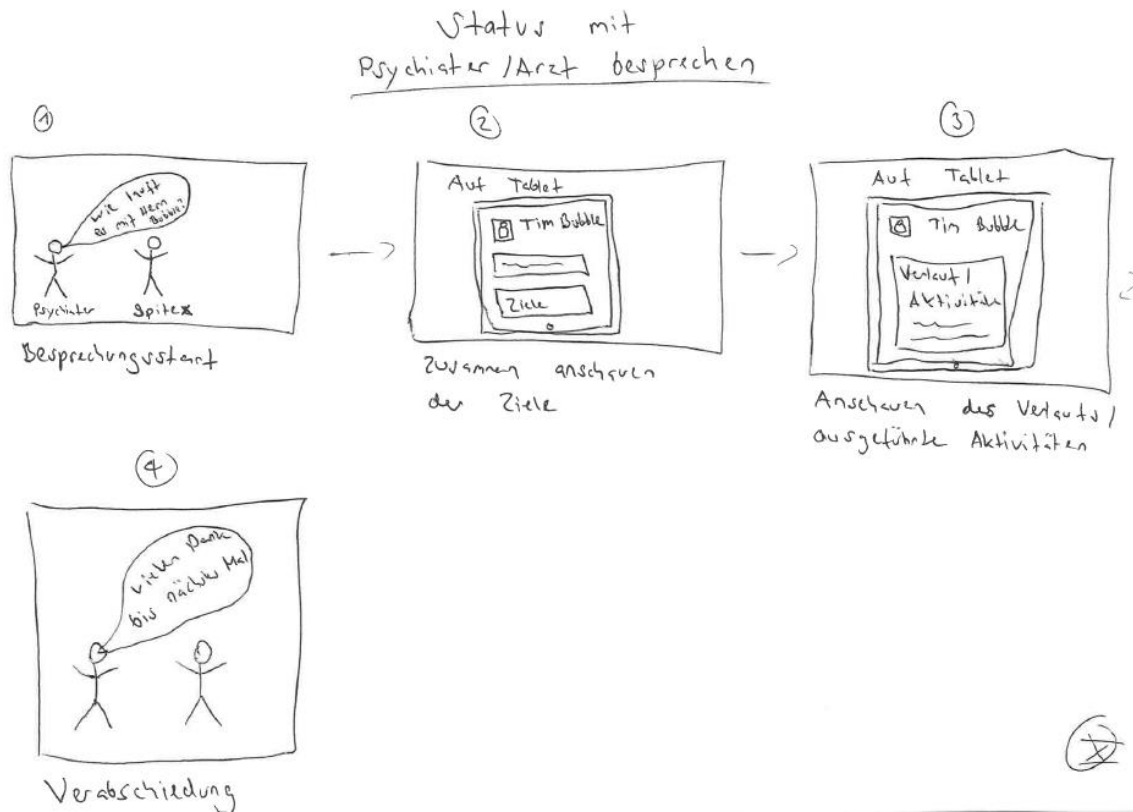 Status mit
Psychiater / Arzt besprechen
1
Wie läuft
es mit Herrn
Bubble?
Psychiater
Spitex
Besprechungsstart
2
Auf Tablet
Tim Bubble
Ziele
Zusammen anschauen
der Ziele
3
Auf Tablet
Tim Bubble
Verlauf /
Aktivitäten
Anschauen des Verlaufs /
ausgeführte Aktivitäten
4
vielen Dank
bis nächstes Mal
Verabschiedung